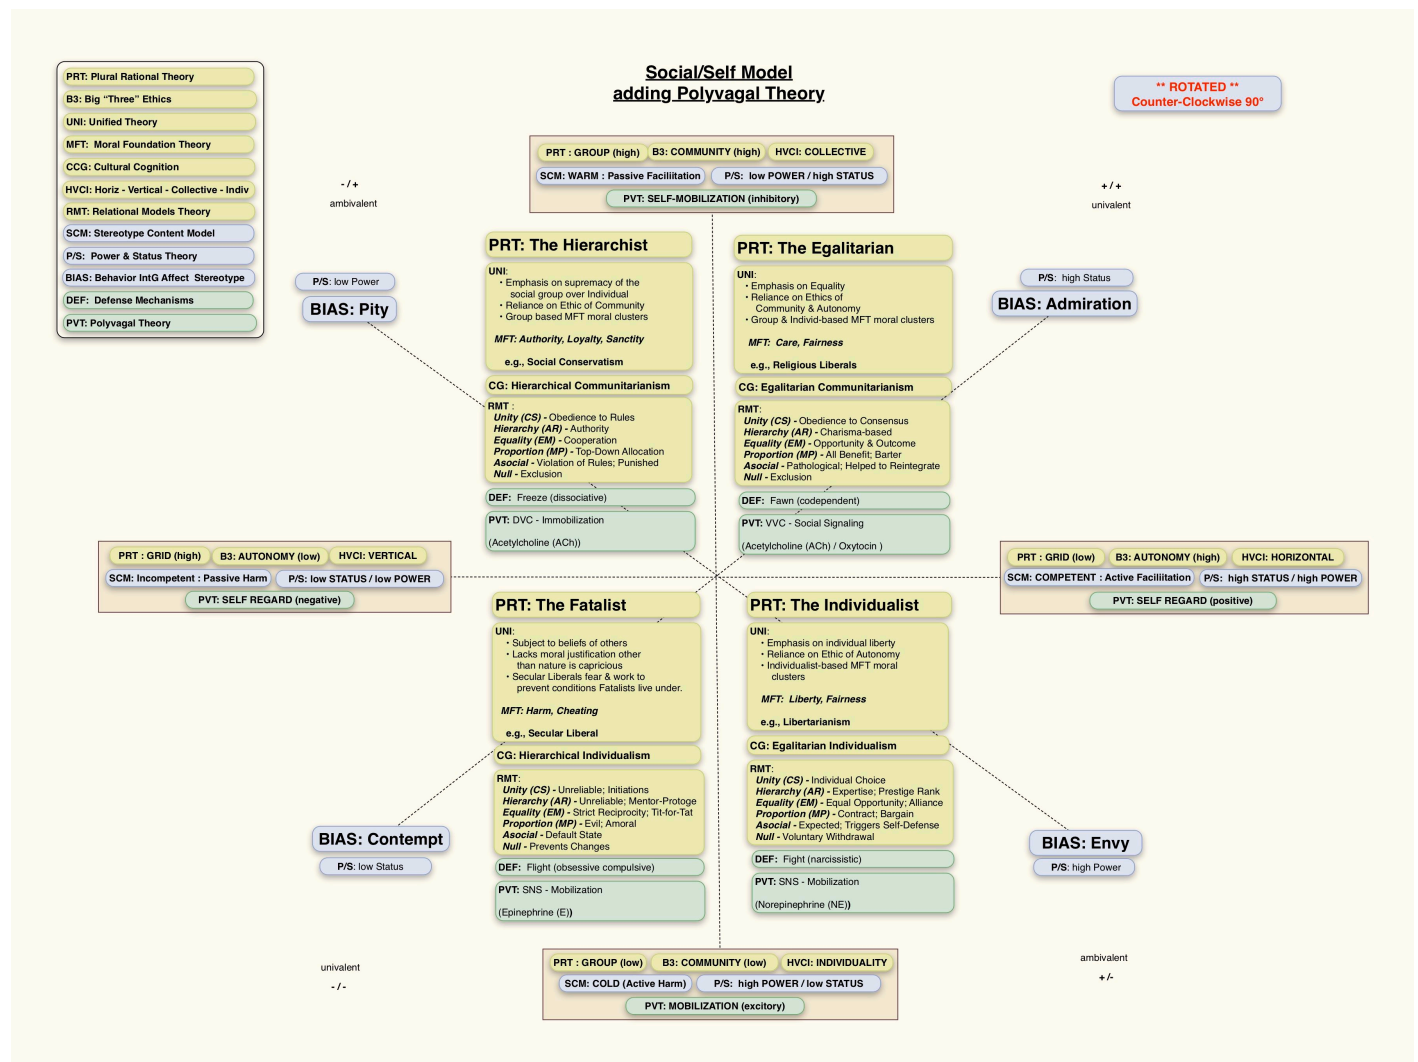 Social/Self Model
adding Polyvagal Theory
** ROTATED **
Counter-Clockwise 90°
PRT: Plural Rational Theory
B3: Big “Three” Ethics
UNI: Unified Theory
MFT: Moral Foundation Theory
CCG: Cultural Cognition
HVCI: Horiz - Vertical - Collective - Indiv
RMT: Relational Models Theory
SCM: Stereotype Content Model
P/S: Power & Status Theory
BIAS: Behavior IntG Affect Stereotype
DEF: Defense Mechanisms
PVT: Polyvagal Theory
PRT : GROUP (high) B3: COMMUNITY (high) HVCI: COLLECTIVE
SCM: WARM : Passive Faciliitation P/S: low POWER / high STATUS
PVT: SELF-MOBILIZATION (inhibitory)
- / +
ambivalent
+ / +
univalent
P/S: low Power
BIAS: Pity
P/S: high Status
BIAS: Admiration
PRT: The Hierarchist
UNI:
• Emphasis on supremacy of the
social group over Individual
• Reliance on Ethic of Community
• Group based MFT moral clusters
MFT: Authority, Loyalty, Sanctity
e.g., Social Conservatism
CG: Hierarchical Communitarianism
RMT :
Unity (CS) - Obedience to Rules
Hierarchy (AR) - Authority
Equality (EM) - Cooperation
Proportion (MP) - Top-Down Allocation
Asocial - Violation of Rules; Punished
Null - Exclusion
DEF: Freeze (dissociative)
PVT: DVC - Immobilization
(Acetylcholine (ACh))
PRT: The Egalitarian
UNI:
• Emphasis on Equality
• Reliance on Ethics of
Community & Autonomy
• Group & Individ-based MFT moral clusters
MFT: Care, Fairness
e.g., Religious Liberals
CG: Egalitarian Communitarianism
RMT:
Unity (CS) - Obedience to Consensus
Hierarchy (AR) - Charisma-based
Equality (EM) - Opportunity & Outcome
Proportion (MP) - All Benefit; Barter
Asocial - Pathological; Helped to Reintegrate
Null - Exclusion
DEF: Fawn (codependent)
PVT: VVC - Social Signaling
(Acetylcholine (ACh) / Oxytocin )
PRT : GRID (high) B3: AUTONOMY (low) HVCI: VERTICAL
SCM: Incompetent : Passive Harm P/S: low STATUS / low POWER
PVT: SELF REGARD (negative)
PRT : GRID (low) B3: AUTONOMY (high) HVCI: HORIZONTAL
SCM: COMPETENT : Active Faciliitation P/S: high STATUS / high POWER
PVT: SELF REGARD (positive)
PRT: The Fatalist
UNI:
• Subject to beliefs of others
• Lacks moral justification other
than nature is capricious
• Secular Liberals fear & work to
prevent conditions Fatalists live under.
MFT: Harm, Cheating
e.g., Secular Liberal
CG: Hierarchical Individualism
RMT:
Unity (CS) - Unreliable; Initiations
Hierarchy (AR) - Unreliable; Mentor-Protoge
Equality (EM) - Strict Reciprocity; Tit-for-Tat
Proportion (MP) - Evil; Amoral
Asocial - Default State
Null - Prevents Changes
DEF: Flight (obsessive compulsive)
PVT: SNS - Mobilization
(Epinephrine (E))
PRT: The Individualist
UNI:
• Emphasis on individual liberty
• Reliance on Ethic of Autonomy
• Individualist-based MFT moral
clusters
MFT: Liberty, Fairness
e.g., Libertarianism
CG: Egalitarian Individualism
RMT:
Unity (CS) - Individual Choice
Hierarchy (AR) - Expertise; Prestige Rank
Equality (EM) - Equal Opportunity; Alliance
Proportion (MP) - Contract; Bargain
Asocial - Expected; Triggers Self-Defense
Null - Voluntary Withdrawal
DEF: Fight (narcissistic)
PVT: SNS - Mobilization
(Norepinephrine (NE))
BIAS: Contempt
P/S: low Status
BIAS: Envy
P/S: high Power
univalent
- / -
ambivalent
+ /-
PRT : GROUP (low) B3: COMMUNITY (low) HVCI: INDIVIDUALITY
SCM: COLD (Active Harm) P/S: high POWER / low STATUS
PVT: MOBILIZATION (excitory)